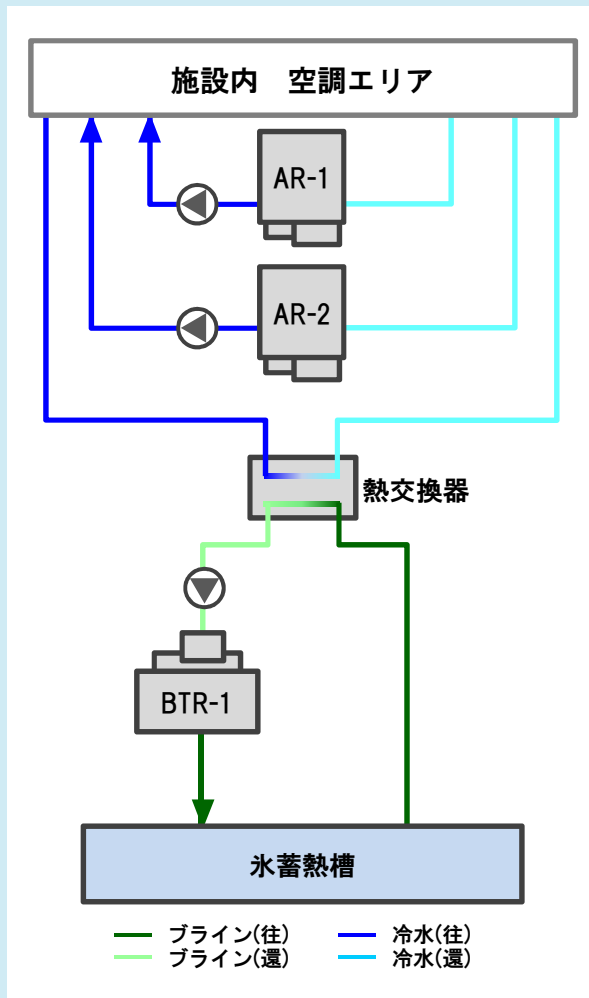 施設内　空調エリア
AR-1
AR-2
熱交換器
BTR-1
氷蓄熱槽
ブライン(往)
冷水(往)
ブライン(還)
冷水(還)